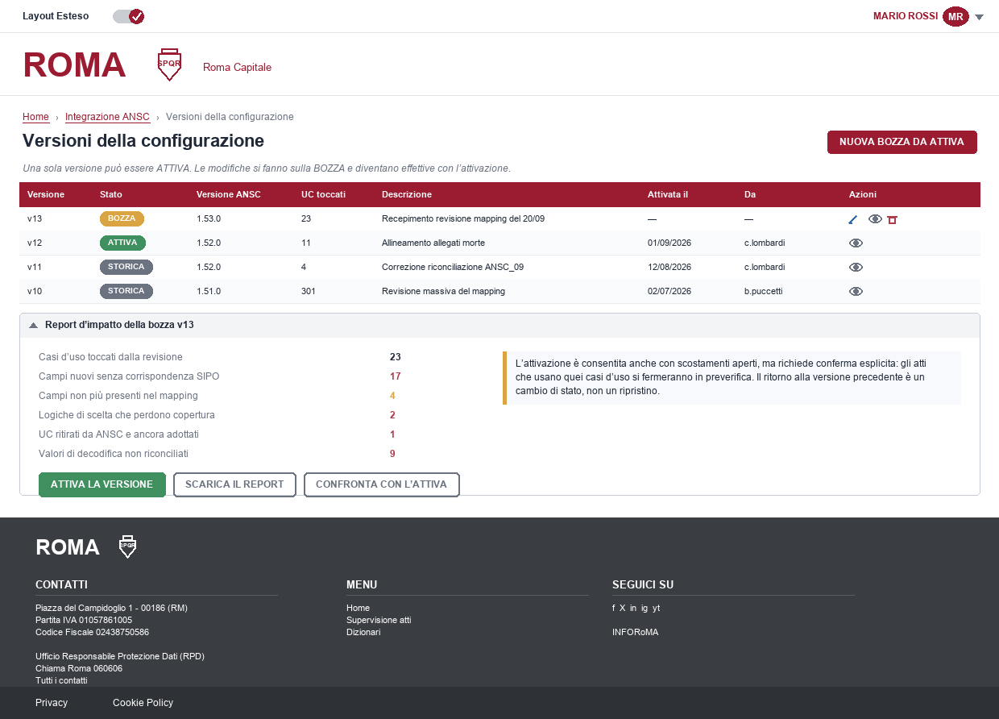 Layout Esteso
MARIO ROSSI MR
ROMA SPQR Roma Capitale
Home › Integrazione ANSC › Versioni della configurazione
Versioni della configurazione
NUOVA BOZZA DA ATTIVA
Una sola versione può essere ATTIVA. Le modifiche si fanno sulla BOZZA e diventano effettive con l’attivazione.
Versione Stato Versione ANSC UC toccati Descrizione Attivata il Da Azioni
v13 BOZZA 1.53.0 23 Recepimento revisione mapping del 20/09 — —
v12 ATTIVA 1.52.0 11 Allineamento allegati morte 01/09/2026 c.lombardi
v11 STORICA 1.52.0 4 Correzione riconciliazione ANSC_09 12/08/2026 c.lombardi
v10 STORICA 1.51.0 301 Revisione massiva del mapping 02/07/2026 b.puccetti
Report d’impatto della bozza v13
Casi d’uso toccati dalla revisione 23
Campi nuovi senza corrispondenza SIPO 17
Campi non più presenti nel mapping 4
Logiche di scelta che perdono copertura 2
UC ritirati da ANSC e ancora adottati 1
Valori di decodifica non riconciliati 9
L’attivazione è consentita anche con scostamenti aperti, ma richiede conferma esplicita: gli atti
che usano quei casi d’uso si fermeranno in preverifica. Il ritorno alla versione precedente è un
cambio di stato, non un ripristino.
ATTIVA LA VERSIONE SCARICA IL REPORT CONFRONTA CON L’ATTIVA
ROMA SPQR
CONTATTI
Piazza del Campidoglio 1 - 00186 (RM)
Partita IVA 01057861005
Codice Fiscale 02438750586
Ufficio Responsabile Protezione Dati (RPD)
Chiama Roma 060606
Tutti i contatti
MENU
Home
Supervisione atti
Dizionari
SEGUICI SU
f X in ig yt
INFORoMA
Privacy Cookie Policy